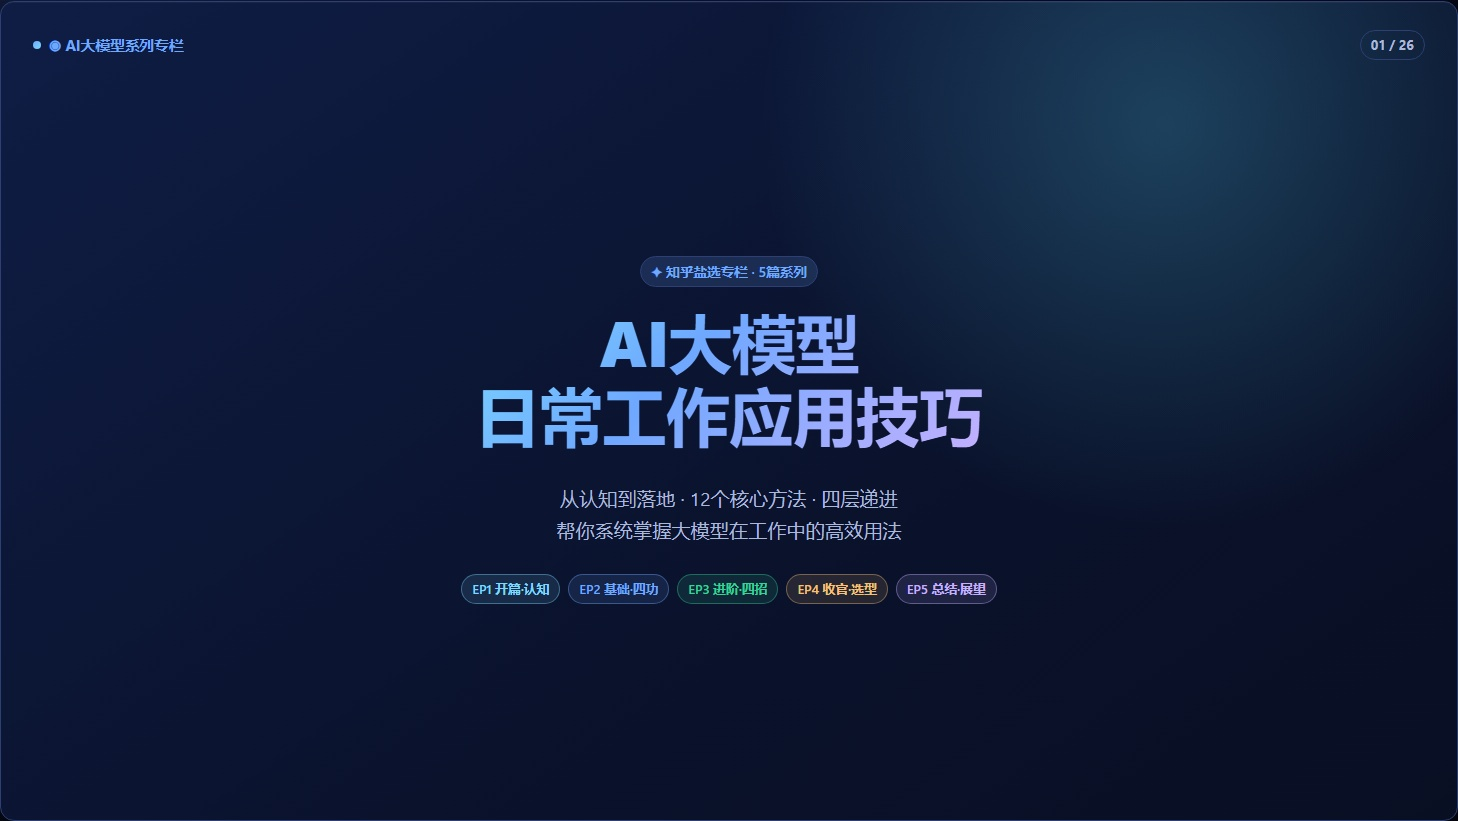 ◉ AI大模型系列专栏
01 / 26
✦ 知乎盐选专栏 · 5篇系列
AI大模型
日常工作应用技巧
从认知到落地 · 12个核心方法 · 四层递进
帮你系统掌握大模型在工作中的高效用法
EP1 开篇·认知 EP2 基础·四功 EP3 进阶·四招 EP4 收官·选型 EP5 总结·展望